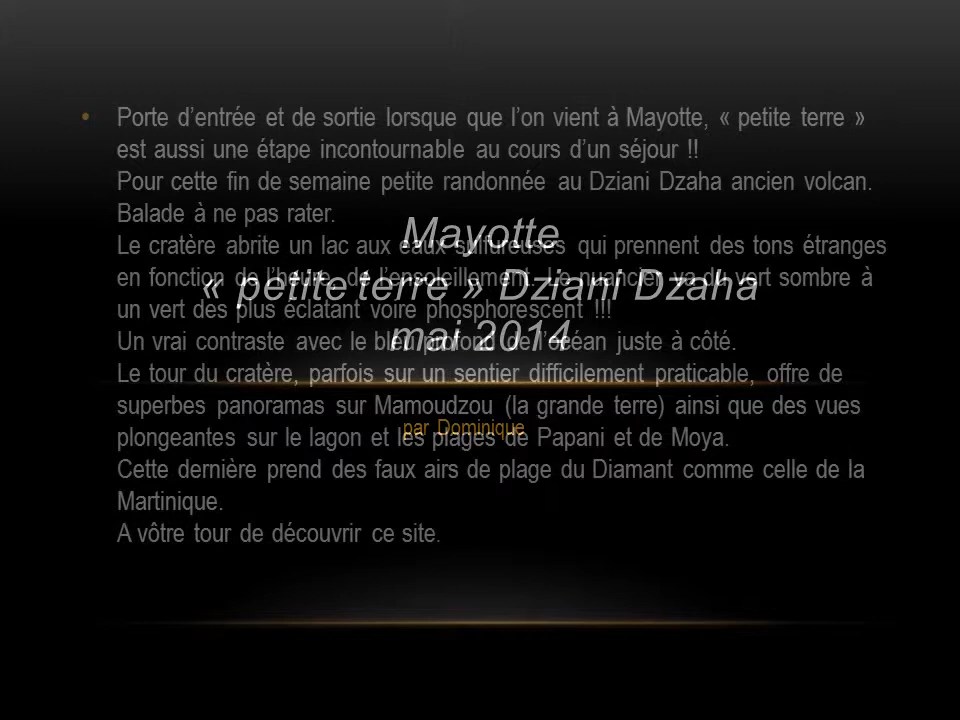 • Porte d’entrée et de sortie lorsque que l’on vient à Mayotte, « petite terre »
est aussi une étape incontournable au cours d’un séjour !!
Pour cette fin de semaine petite randonnée au Dziani Dzaha ancien volcan.
Balade à ne pas rater.
Le cratère abrite un lac aux eaux sulfureuses qui prennent des tons étranges
en fonction de l’heure, de l’ensoleillement. Le nuancier va du vert sombre à
un vert des plus éclatant voire phosphorescent !!!
Un vrai contraste avec le bleu profond de l’océan juste à côté.
Le tour du cratère, parfois sur un sentier difficilement praticable, offre de
superbes panoramas sur Mamoudzou (la grande terre) ainsi que des vues
plongeantes sur le lagon et les plages de Papani et de Moya.
Cette dernière prend des faux airs de plage du Diamant comme celle de la
Martinique.
A vôtre tour de découvrir ce site.
Mayotte
« petite terre » Dziani Dzaha
mai 2014
par Dominique